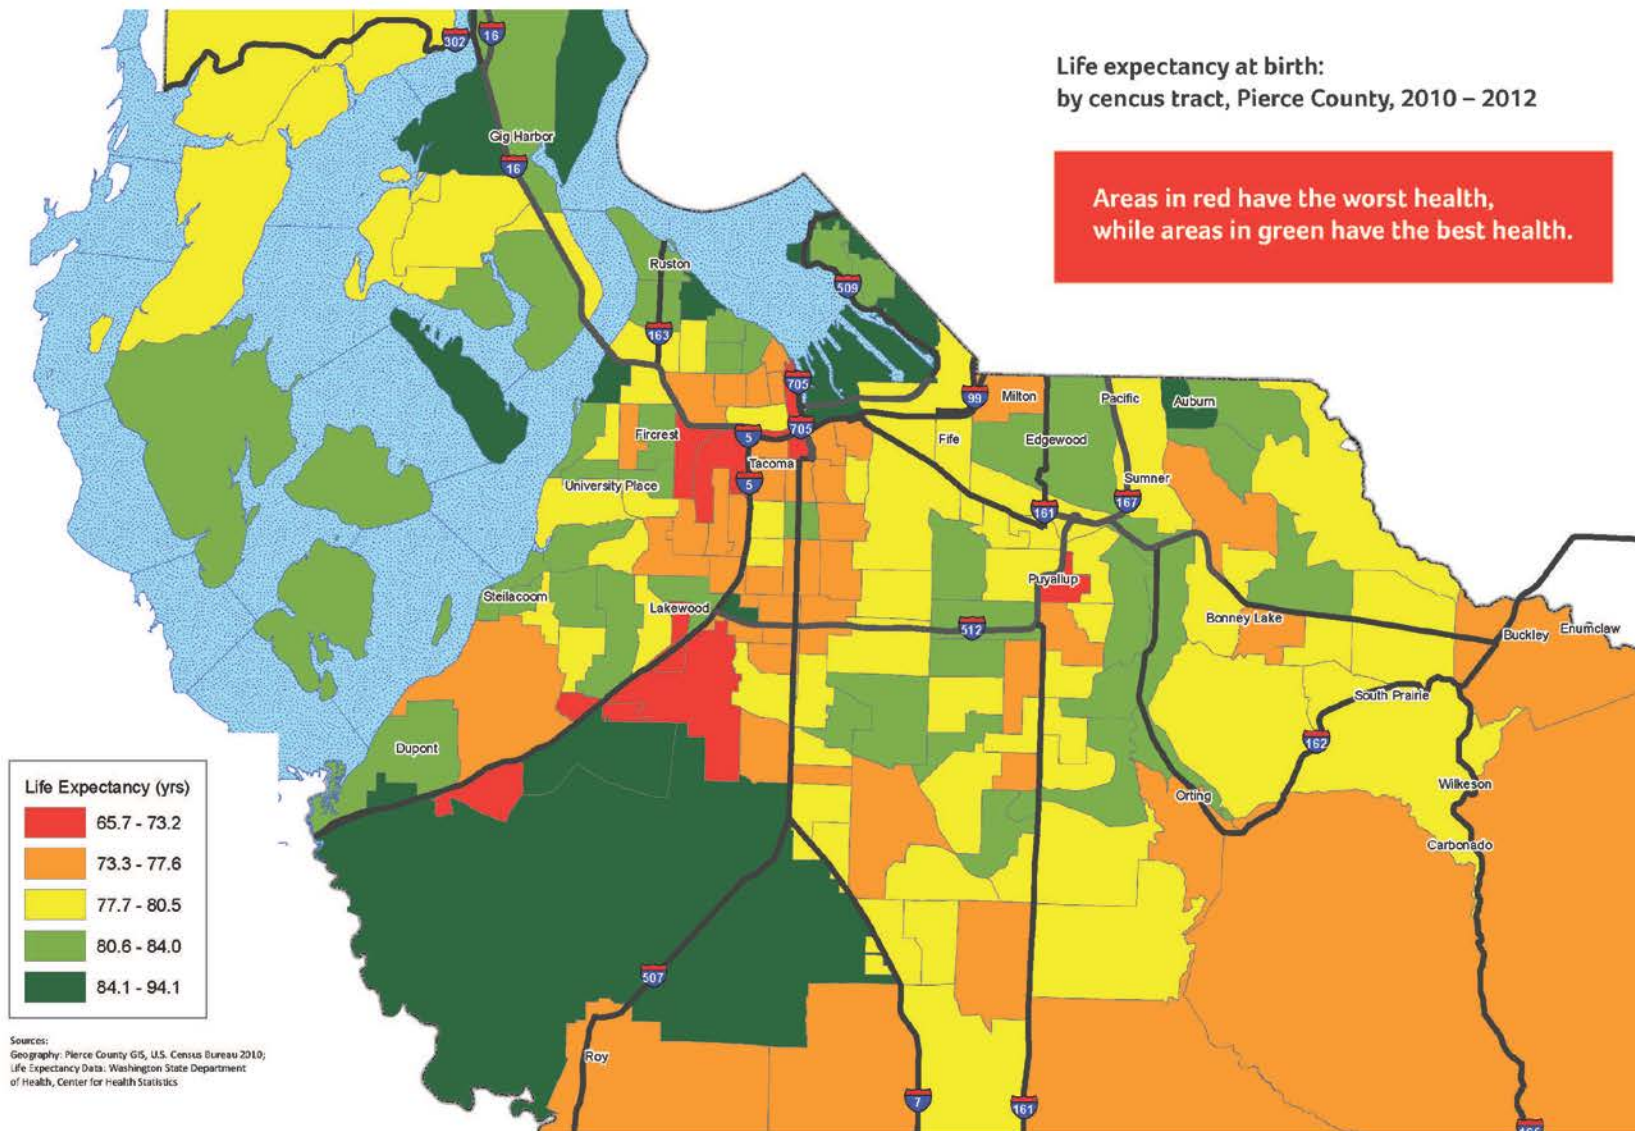 302
16
Life expectancy at birth:
by cencus tract, Pierce County, 2010 – 2012
Gig Harbor
16
Areas in red have the worst health,
while areas in green have the best health.
Ruston
509
163
705
99
Milton
Pacific
Auburn
Fircrest
5
705
Fife
Edgewood
Tacoma
University Place
5
Sumner
161
167
Puyallup
Steilacoom
Lakewood
512
Bonney Lake
Buckley
Enumclaw
South Prairie
Dupont
162
Wilkeson
Orting
Carbonado
Life Expectancy (yrs)
65.7 - 73.2
73.3 - 77.6
77.7 - 80.5
80.6 - 84.0
84.1 - 94.1
507
Sources:
Geography: Pierce County GIS, U.S. Census Bureau 2010;
Life Expectancy Data: Washington State Department
of Health, Center for Health Statistics
Roy
7
161